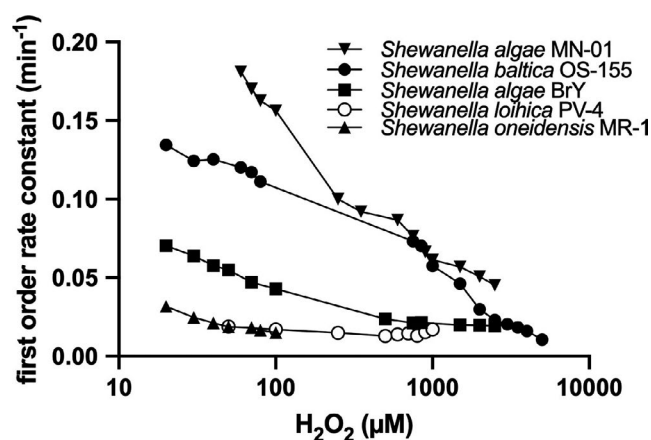 first order rate constant (min⁻¹)
0.20
0.15
0.10
0.05
0.00
Shewanella algae MN-01
Shewanella baltica OS-155
Shewanella algae BrY
Shewanella loihica PV-4
Shewanella oneidensis MR-1
10
100
1000
10000
H₂O₂ (µM)